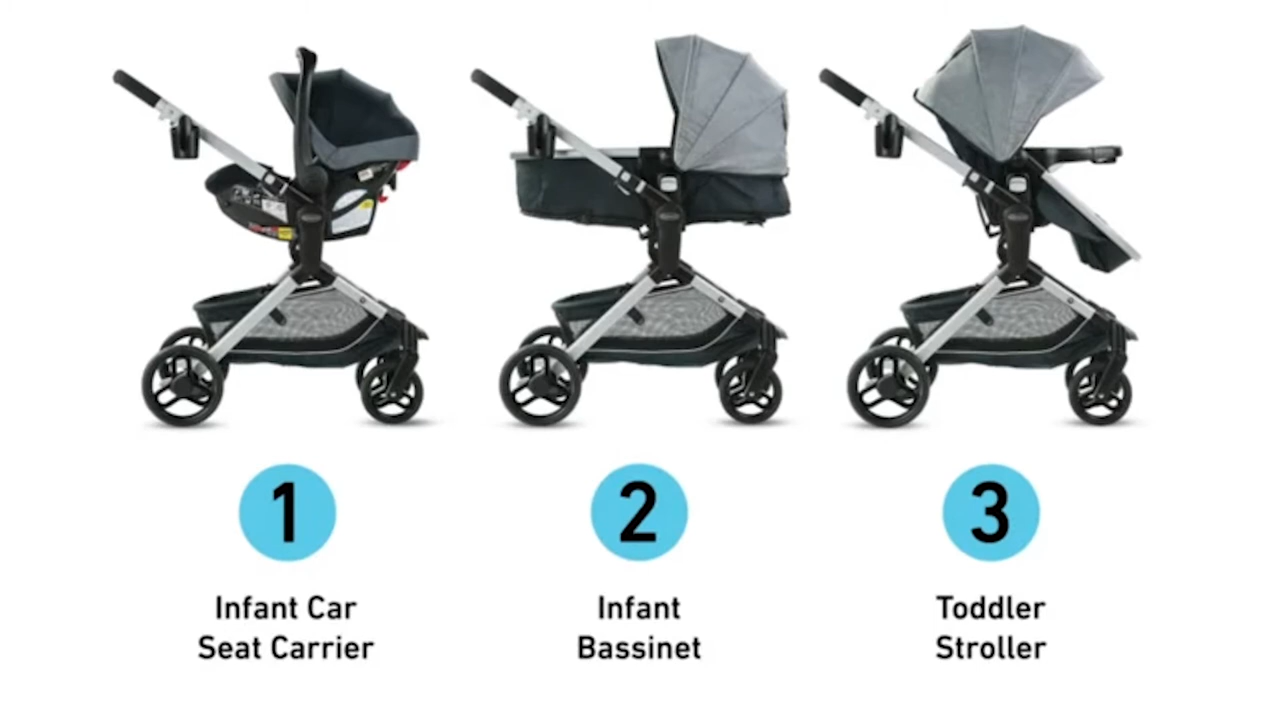 1
2
3
Infant Car
Seat Carrier
Infant
Bassinet
Toddler
Stroller